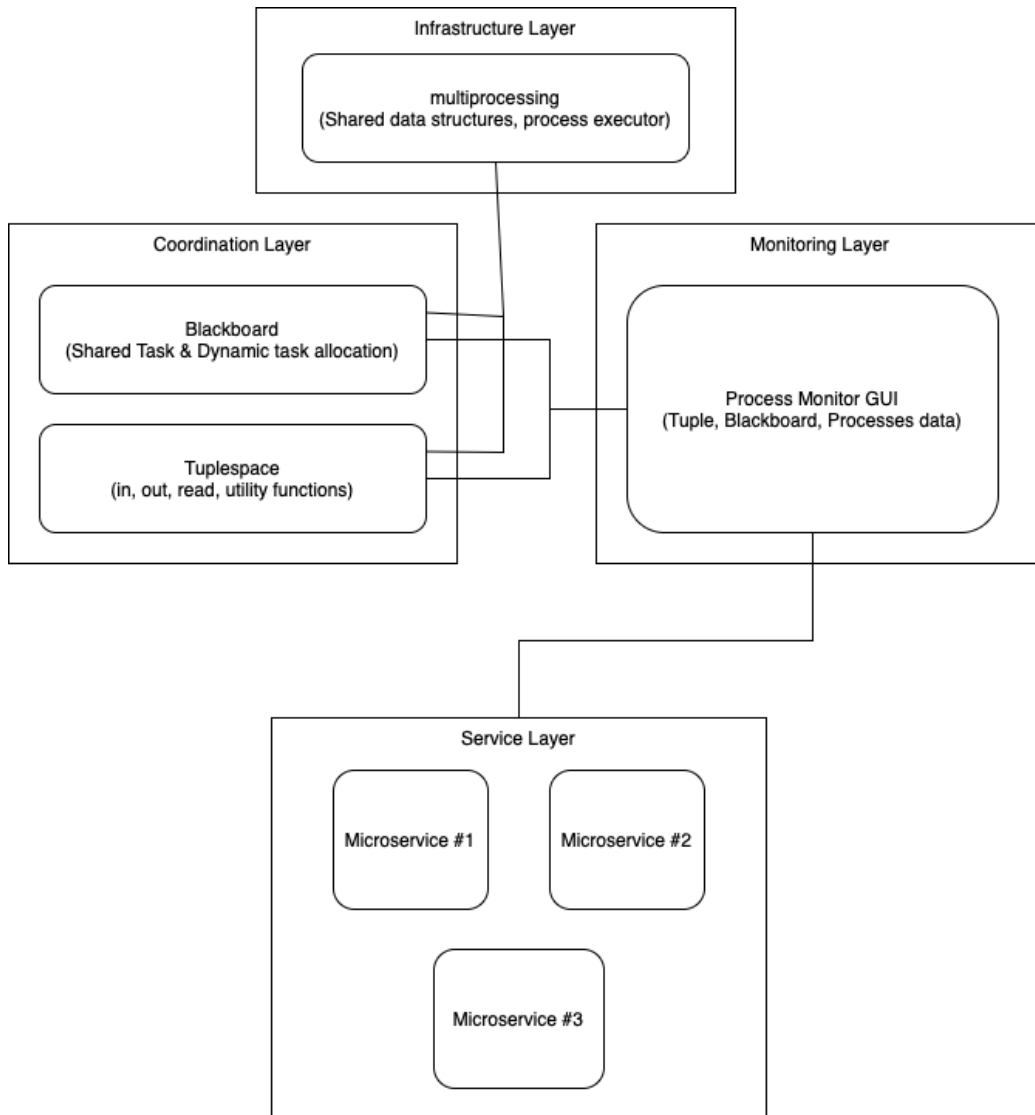 Infrastructure Layer
multiprocessing
(Shared data structures, process executor)
Coordination Layer
Blackboard
(Shared Task & Dynamic task allocation)
Tuplespace
(in, out, read, utility functions)
Monitoring Layer
Process Monitor GUI
(Tuple, Blackboard, Processes data)
Service Layer
Microservice #1
Microservice #2
Microservice #3